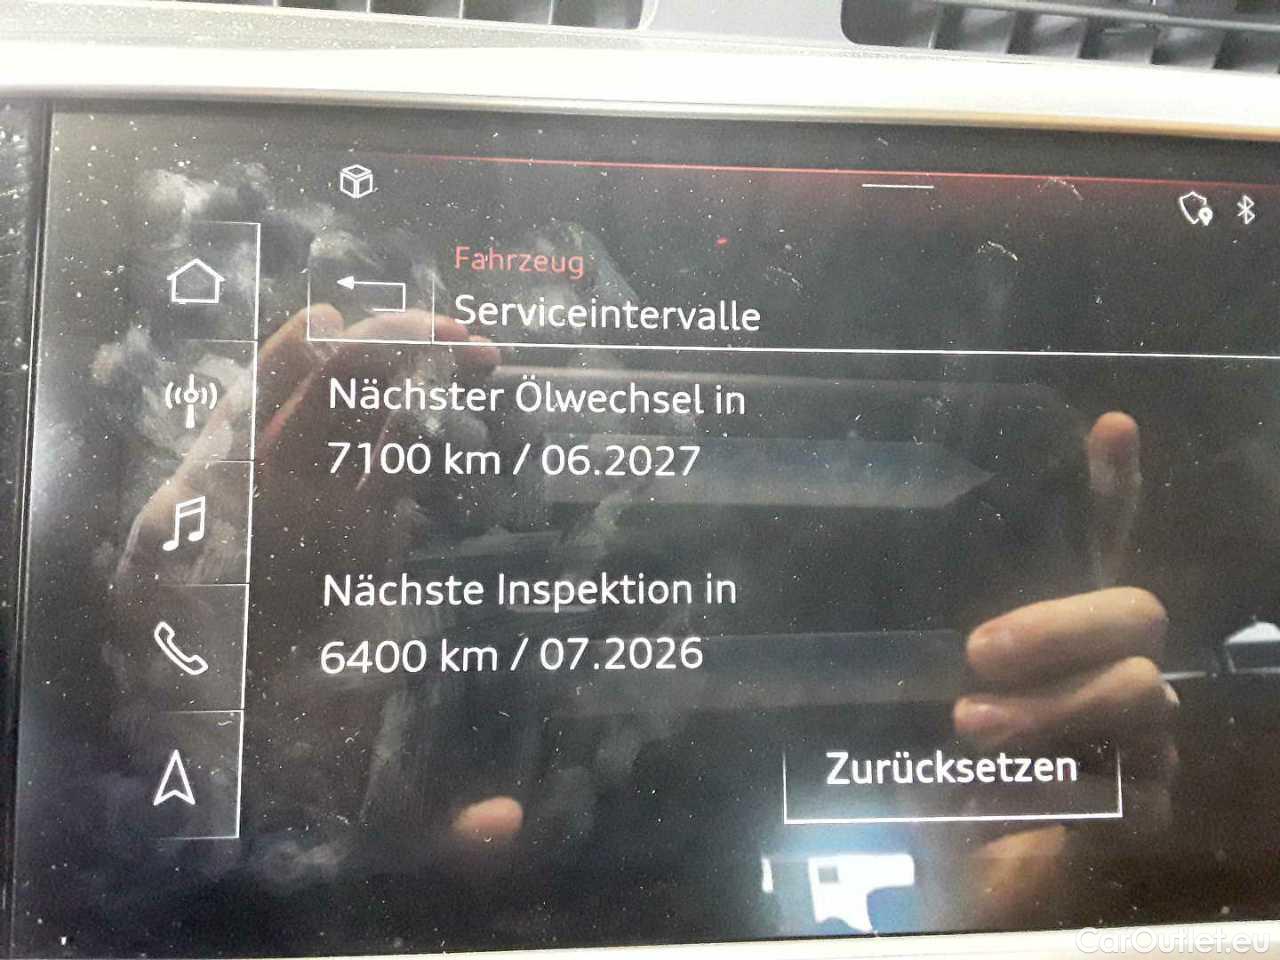 Fahrzeug
Serviceintervalle
Nächster Ölwechsel in
7100 km / 06.2027
Nächste Inspektion in
6400 km / 07.2026
Zurücksetzen
CarOutlet.eu